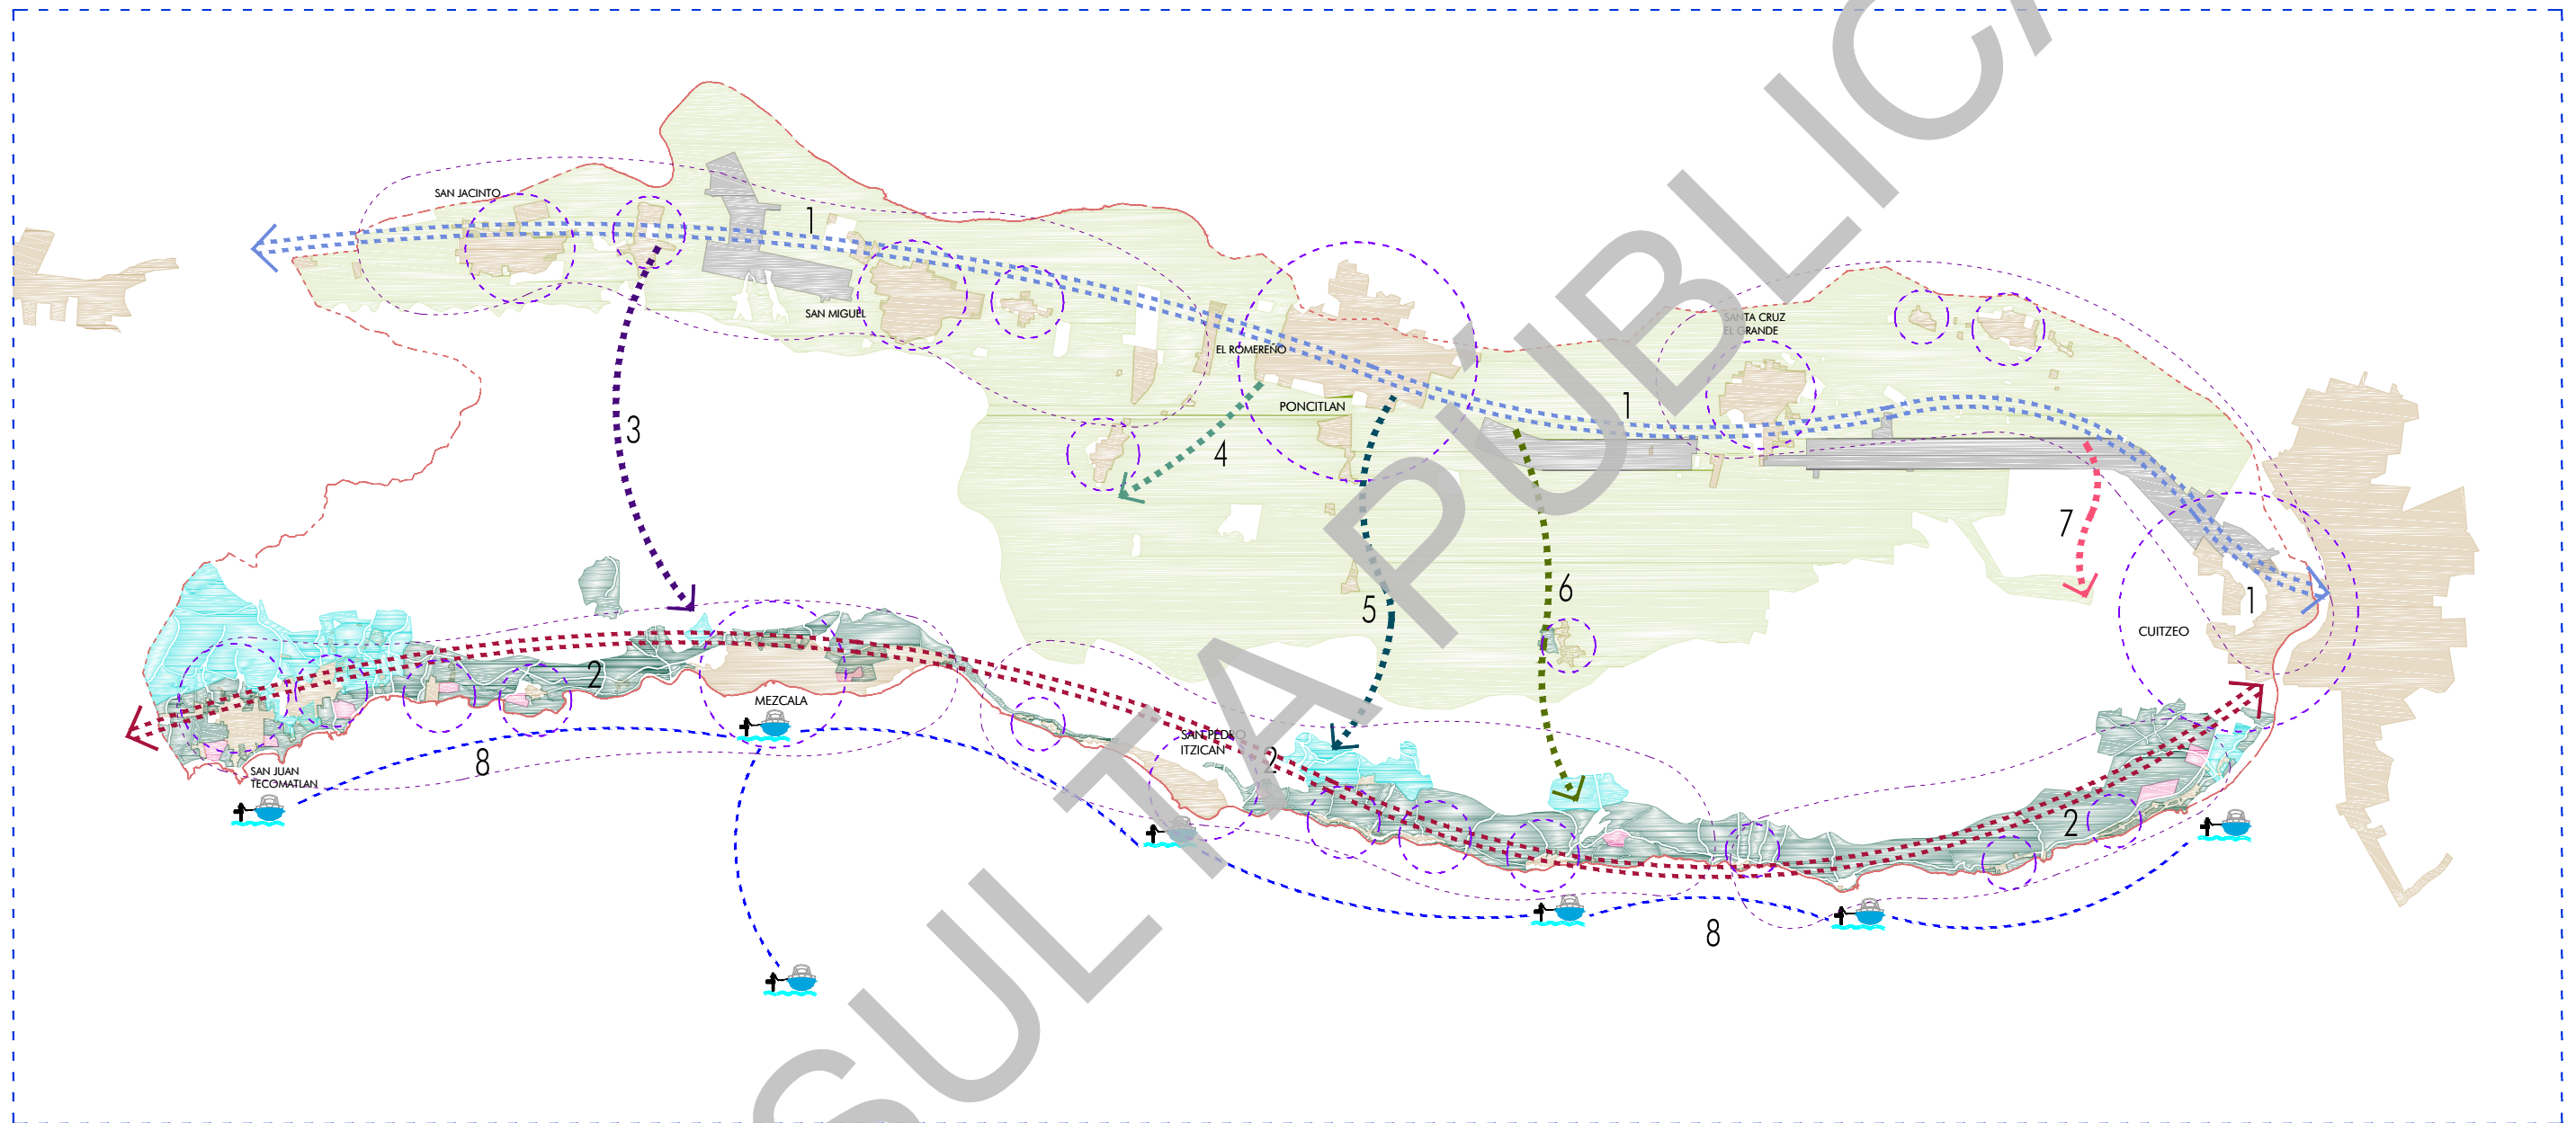 SAN JACINTO
1
SAN MIGUEL
SANTA CRUZ
EL GRANDE
EL ROMEREÑO
PONCITLAN
1
3
4
7
6
5
1
CUITZEO
2
MEZCALA
SAN PEDRO
ITZICAN
2
8
SAN JUAN
TECOMATLAN
2
8
SULTA PÚBLICA